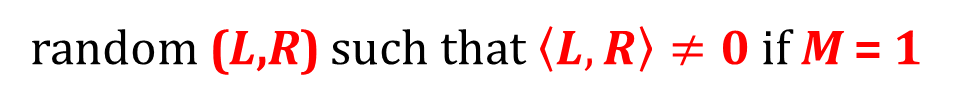 random (L,R) such that ⟨L, R⟩ ≠ 0 if M = 1